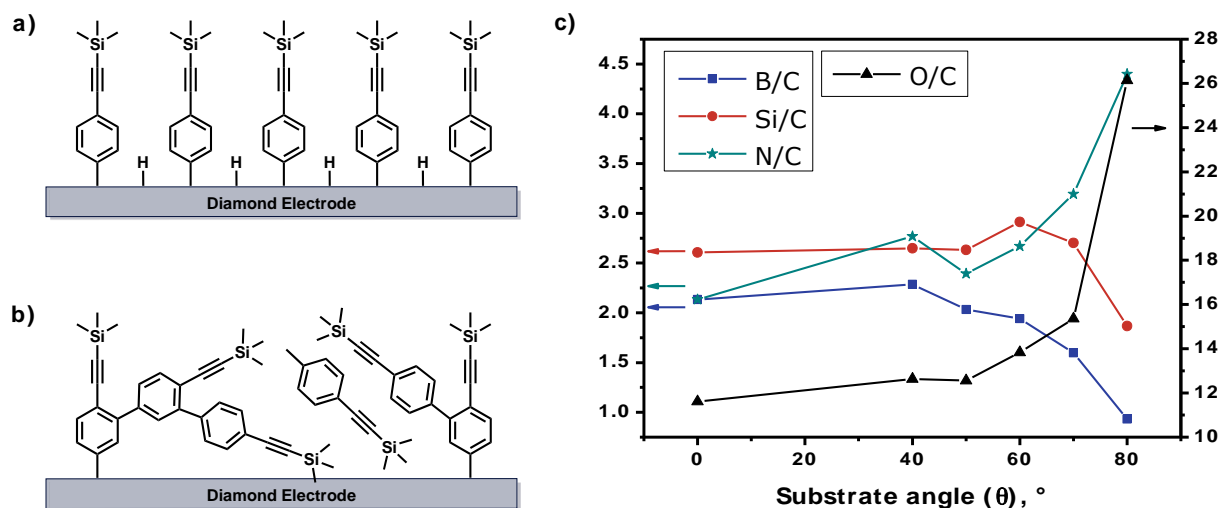 a)
Si Si Si Si Si
H H H H
Diamond Electrode
b)
Si Si Si Si
Si
Si Si
Diamond Electrode
c)
B/C
Si/C
N/C
O/C
4.5
4.0
3.5
3.0
2.5
2.0
1.5
1.0
28
26
24
22
20
18
16
14
12
10
0 20 40 60 80
Substrate angle (θ), °